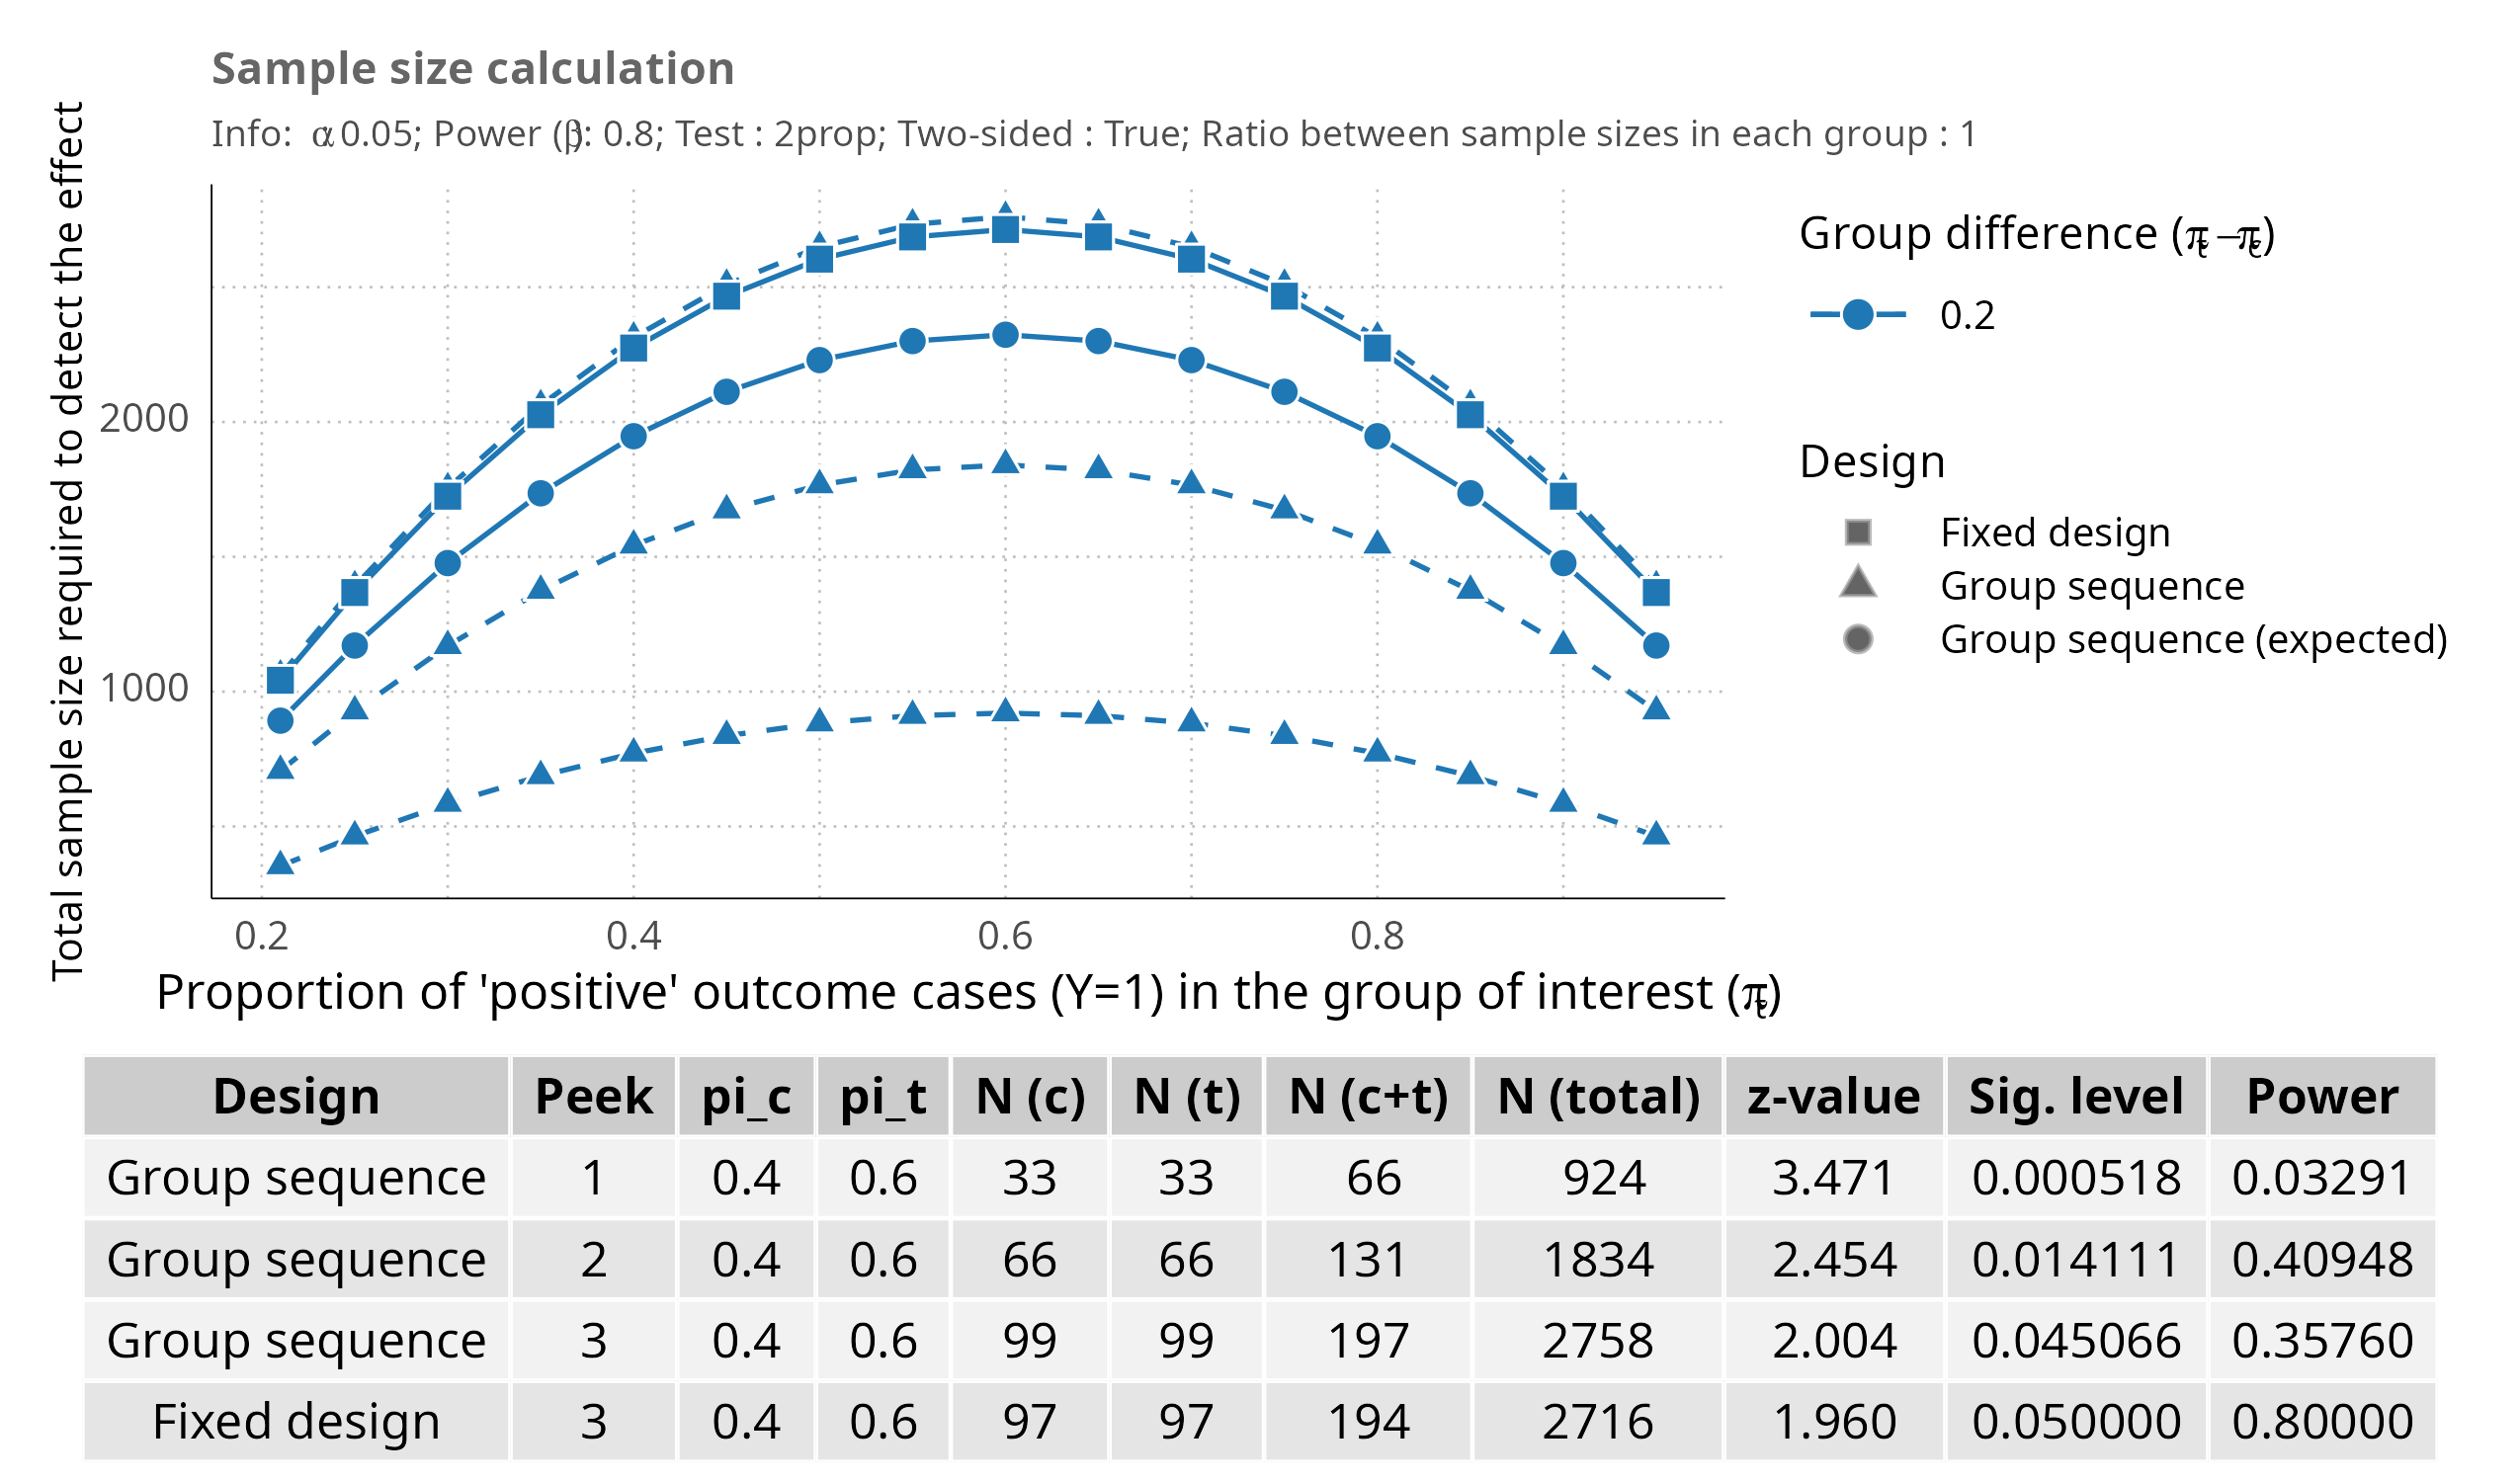 Sample size calculation
Info: α 0.05; Power (β): 0.8; Test : 2prop; Two-sided : True; Ratio between sample sizes in each group : 1
Total sample size required to detect the effect
2000
1000
0.2 0.4 0.6 0.8
Proportion of 'positive' outcome cases (Y=1) in the group of interest (πt)
Group difference (πt−πc)
0.2
Design
Fixed design
Group sequence
Group sequence (expected)
Design Peek pi_c pi_t N (c) N (t) N (c+t) N (total) z-value Sig. level Power
Group sequence 1 0.4 0.6 33 33 66 924 3.471 0.000518 0.03291
Group sequence 2 0.4 0.6 66 66 131 1834 2.454 0.014111 0.40948
Group sequence 3 0.4 0.6 99 99 197 2758 2.004 0.045066 0.35760
Fixed design 3 0.4 0.6 97 97 194 2716 1.960 0.050000 0.80000